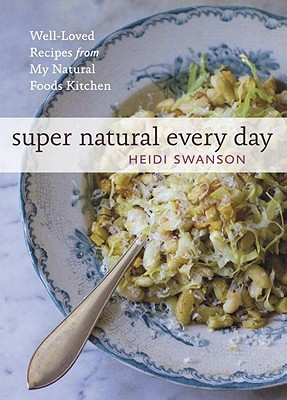 Well-Loved
Recipes from
My Natural
Foods Kitchen
super natural every day
HEIDI SWANSON